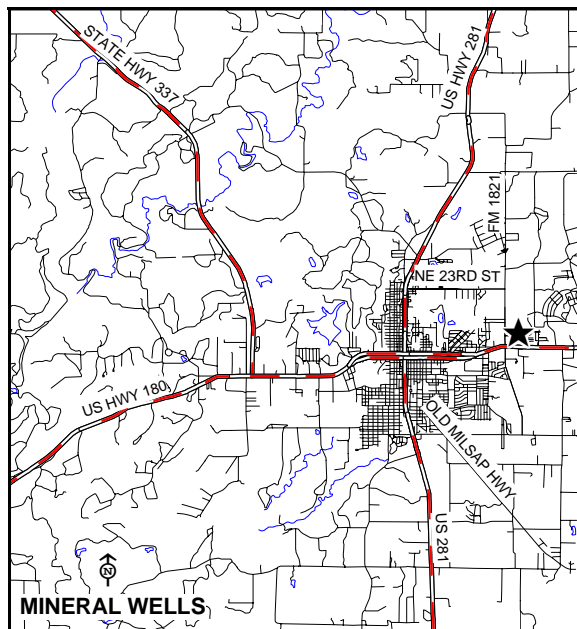 STATE HWY 337
US HWY 281
FM 1821
NE 23RD ST
US HWY 180
OLD MILSAP HWY
US 281
N
MINERAL WELLS